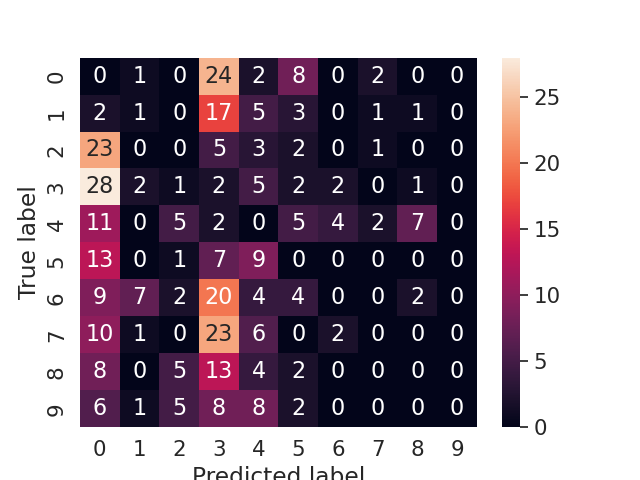 0 0 1 0 24 2 8 0 2 0 0
1 2 1 0 17 5 3 0 1 1 0
2 23 0 0 5 3 2 0 1 0 0
3 28 2 1 2 5 2 2 0 1 0
4 11 0 5 2 0 5 4 2 7 0
5 13 0 1 7 9 0 0 0 0 0
6 9 7 2 20 4 4 0 0 2 0
7 10 1 0 23 6 0 2 0 0 0
8 8 0 5 13 4 2 0 0 0 0
9 6 1 5 8 8 2 0 0 0 0
0 1 2 3 4 5 6 7 8 9
Predicted label
True label
25
20
15
10
5
0